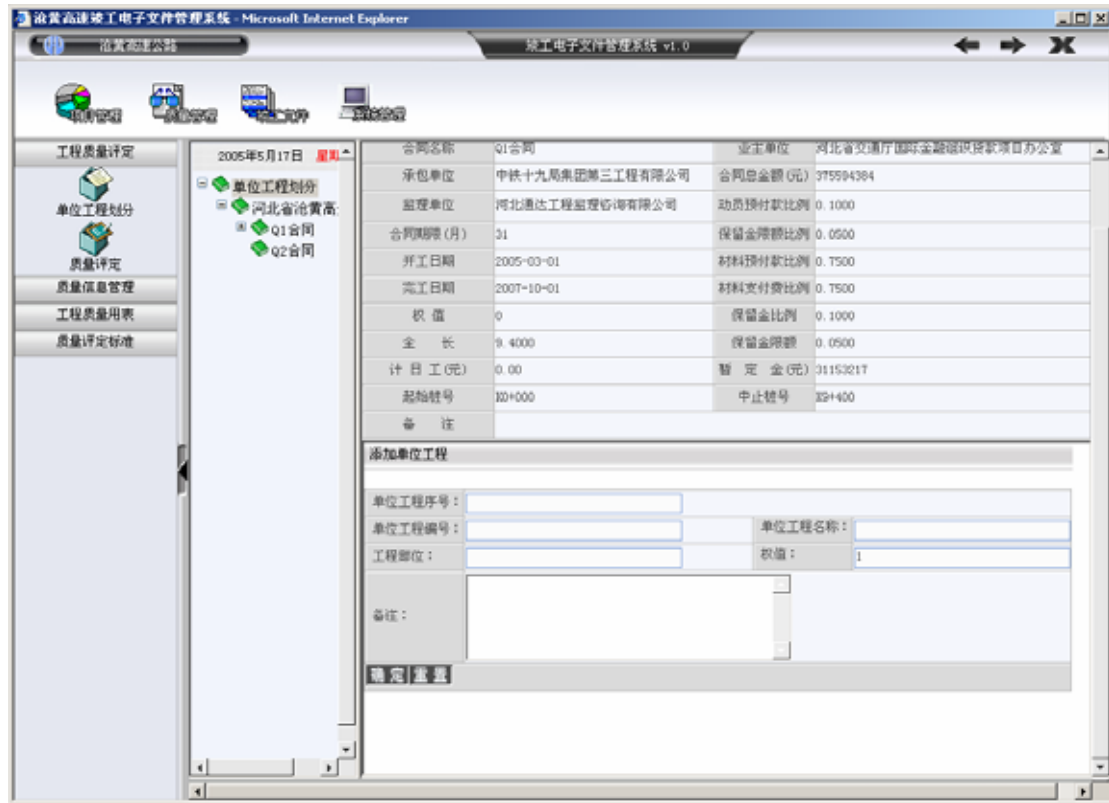 沧黄高速竣工电子文件管理系统 - Microsoft Internet Explorer
沧黄高速公路
竣工电子文件管理系统 v1.0
质量管理
系统管理
工程质量评定
单位工程划分
质量评定
质量信息管理
工程质量用表
质量评定标准
2005年5月17日 星期
单位工程划分
河北省沧黄高
Q1合同
Q2合同
合同名称 Q1合同 业主单位 河北省交通厅国际金融组织贷款项目办公室
承包单位 中铁十九局集团第三工程有限公司 合同总金额(元) 375594384
监理单位 河北通达工程监理咨询有限公司 动员预付款比例 0.1000
合同期限(月) 31 保留金限额比例 0.0500
开工日期 2005-03-01 材料预付款比例 0.7500
完工日期 2007-10-01 材料支付费比例 0.7500
权 值 0 保留金比例 0.1000
全 长 9.4000 保留金限额 0.0500
计 日 工(元) 0.00 暂 定 金(元) 31153217
起始桩号 K0+000 中止桩号 K9+400
备 注
添加单位工程
单位工程序号：
单位工程编号： 单位工程名称：
工程部位： 权值： 1
备注：
确 定 重 置